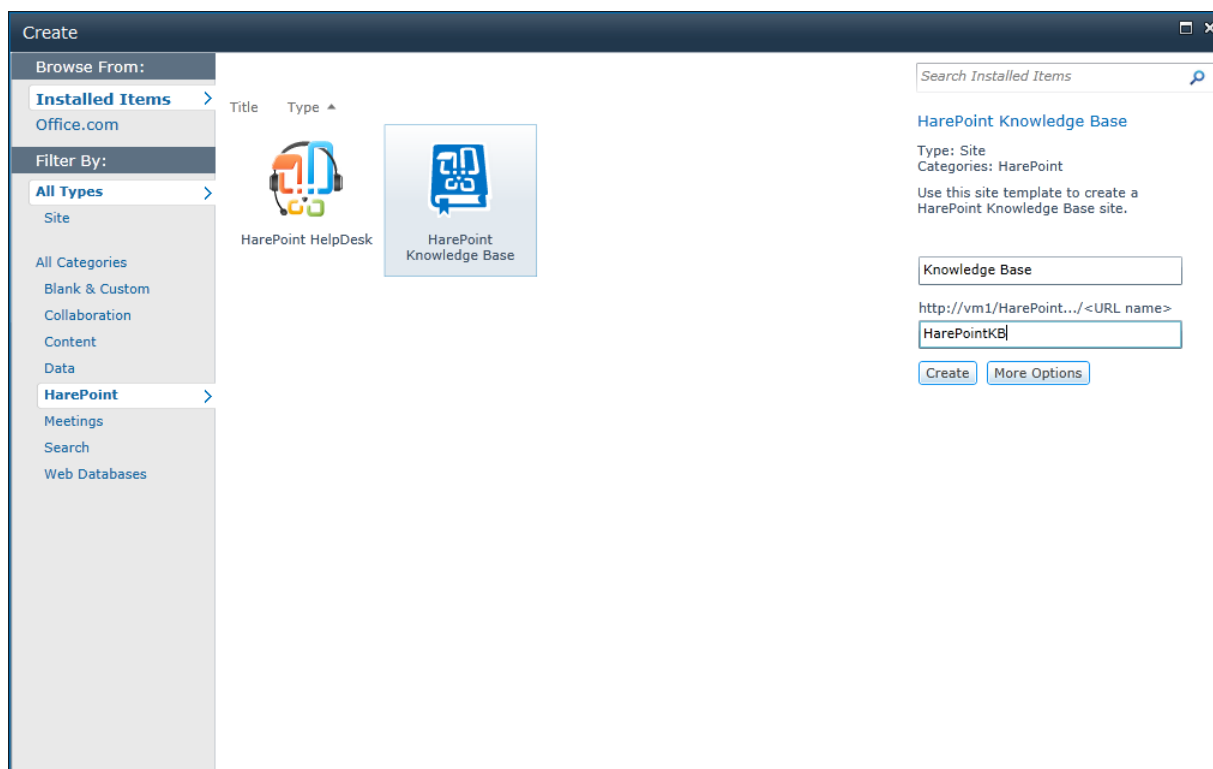 Create
Browse From:
Installed Items
Office.com
Filter By:
All Types
Site
All Categories
Blank & Custom
Collaboration
Content
Data
HarePoint
Meetings
Search
Web Databases
Title Type
HarePoint HelpDesk
HarePoint
Knowledge Base
Search Installed Items
HarePoint Knowledge Base
Type: Site
Categories: HarePoint
Use this site template to create a
HarePoint Knowledge Base site.
Knowledge Base
http://vm1/HarePoint.../<URL name>
HarePointKB
Create More Options